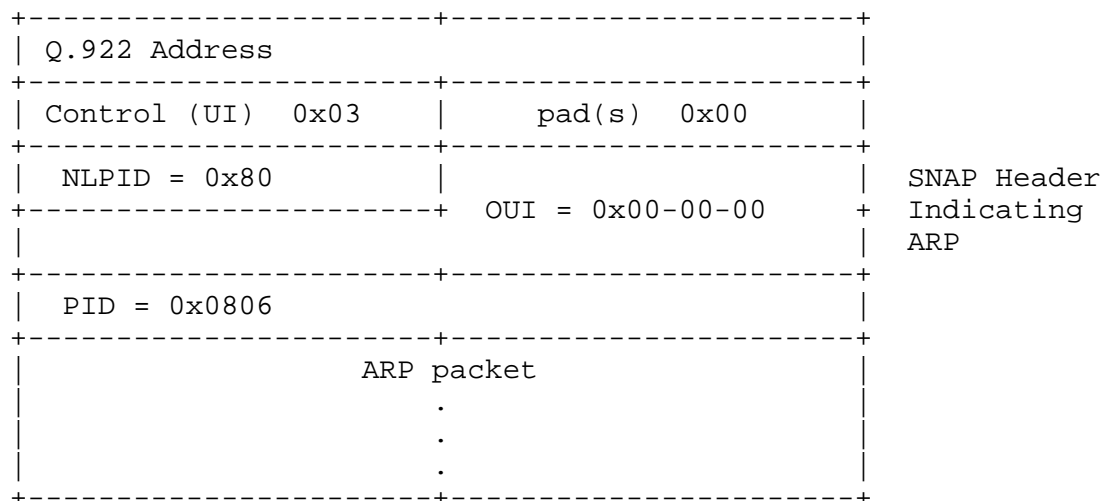 Q.922 Address
Control (UI) 0x03 pad(s) 0x00
NLPID = 0x80 SNAP Header
OUI = 0x00-00-00 Indicating
ARP
PID = 0x0806
ARP packet
.
.
.